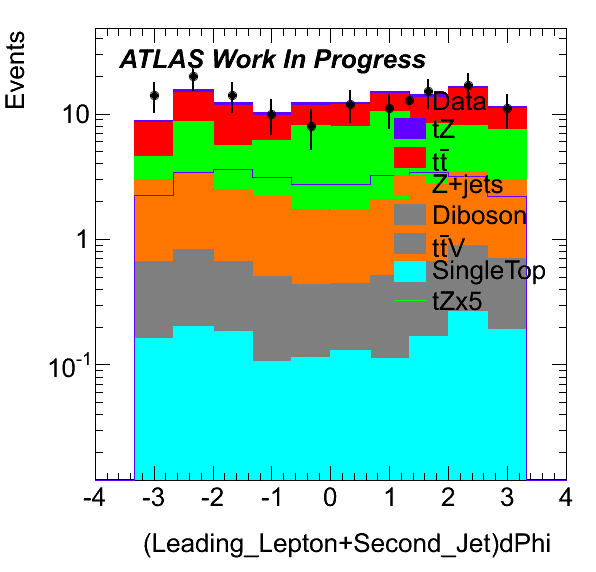 Events
ATLAS Work In Progress
Data
tZ
tt̄
Z+jets
Diboson
tt̄V
SingleTop
tZx5
10
1
10⁻¹
-4 -3 -2 -1 0 1 2 3 4
(Leading_Lepton+Second_Jet)dPhi